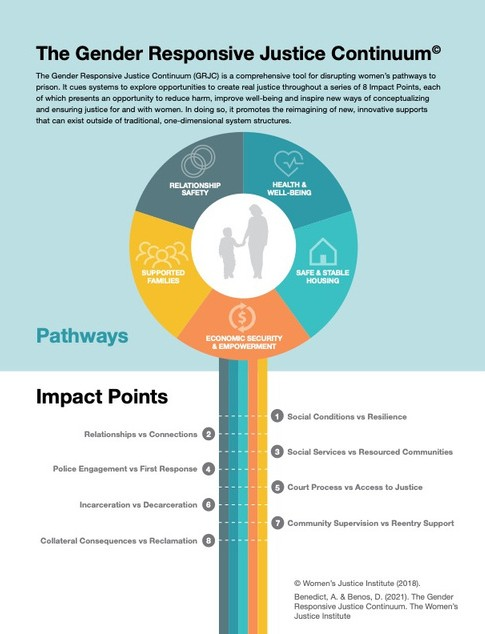 The Gender Responsive Justice Continuum©
The Gender Responsive Justice Continuum (GRJC) is a comprehensive tool for disrupting women's pathways to
prison. It cues systems to explore opportunities to create real justice throughout a series of 8 Impact Points, each
of which presents an opportunity to reduce harm, improve well-being and inspire new ways of conceptualizing
and ensuring justice for and with women. In doing so, it promotes the reimagining of new, innovative supports
that can exist outside of traditional, one-dimensional system structures.
RELATIONSHIP
SAFETY
HEALTH &
WELL-BEING
SUPPORTED
FAMILIES
SAFE & STABLE
HOUSING
$
ECONOMIC SECURITY
& EMPOWERMENT
Pathways
Impact Points
1 Social Conditions vs Resilience
Relationships vs Connections 2
3 Social Services vs Resourced Communities
Police Engagement vs First Response 4
5 Court Process vs Access to Justice
Incarceration vs Decarceration 6
7 Community Supervision vs Reentry Support
Collateral Consequences vs Reclamation 8
© Women's Justice Institute (2018).
Benedict, A. & Benos, D. (2021). The Gender
Responsive Justice Continuum. The Women's
Justice Institute